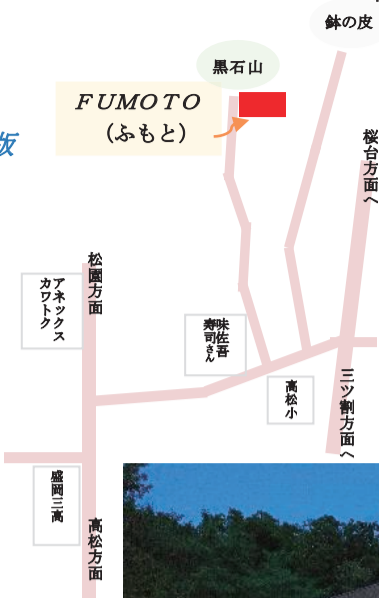 鉢の皮
黒石山
FUMOTO
（ふもと）
版
桜台方面へ
松園方面
アネックス
カワトク
味佐吾
寿司さん
高松小
三ツ割方面へ
盛岡三高
高松方面